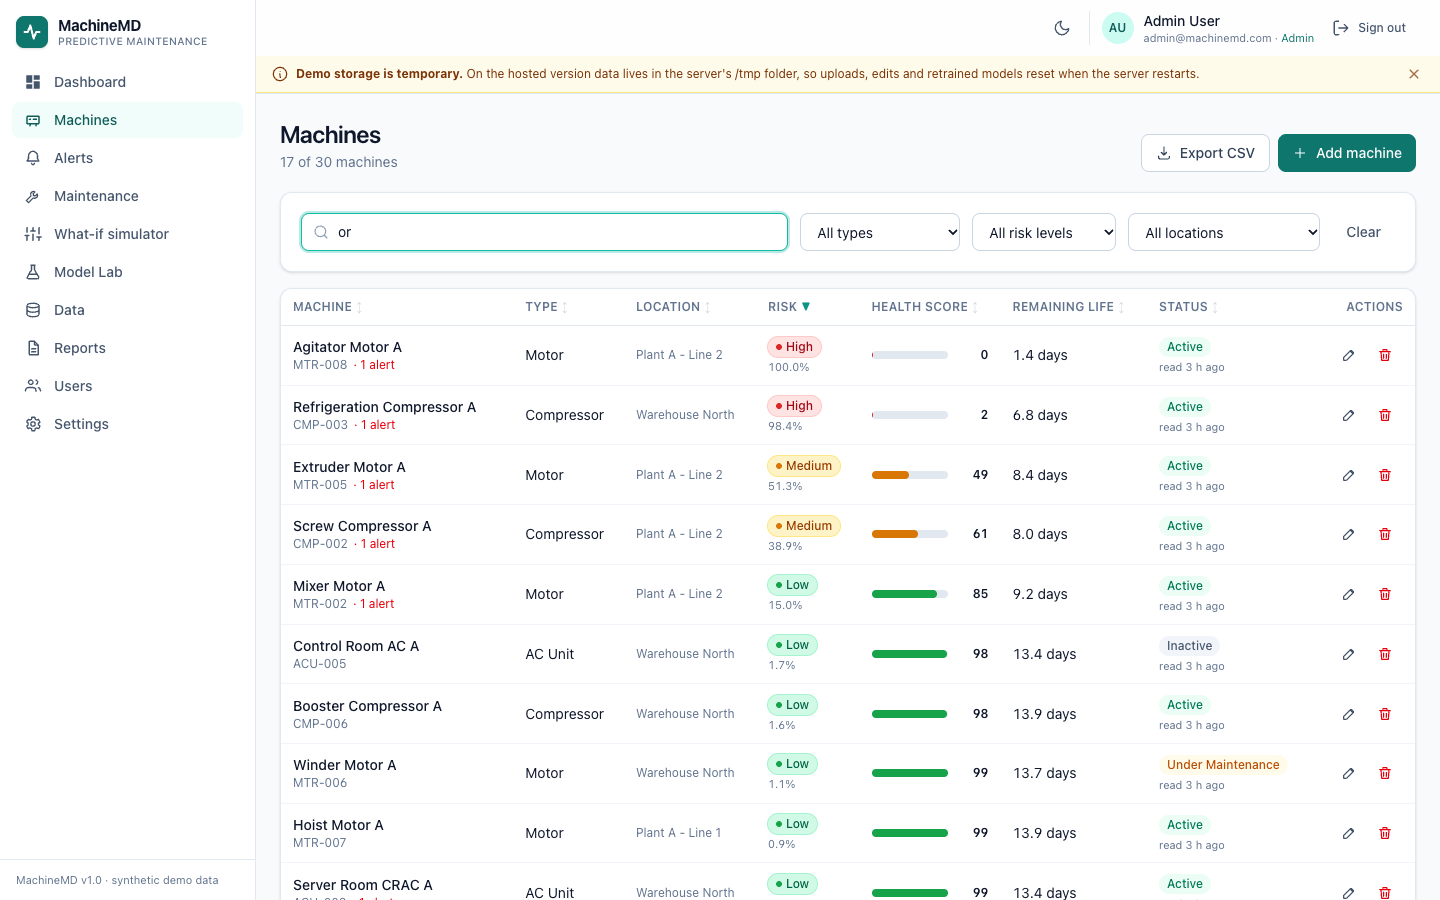 MachineMD
PREDICTIVE MAINTENANCE
Dashboard
Machines
Alerts
Maintenance
What-if simulator
Model Lab
Data
Reports
Users
Settings
MachineMD v1.0 · synthetic demo data
AU
Admin User
admin@machinemd.com · Admin
Sign out
Demo storage is temporary. On the hosted version data lives in the server's /tmp folder, so uploads, edits and retrained models reset when the server restarts.
Machines
17 of 30 machines
Export CSV
Add machine
or
All types
All risk levels
All locations
Clear
MACHINE TYPE LOCATION RISK HEALTH SCORE REMAINING LIFE STATUS ACTIONS
Agitator Motor A
MTR-008 · 1 alert
Motor
Plant A - Line 2
High
100.0%
0
1.4 days
Active
read 3 h ago
Refrigeration Compressor A
CMP-003 · 1 alert
Compressor
Warehouse North
High
98.4%
2
6.8 days
Active
read 3 h ago
Extruder Motor A
MTR-005 · 1 alert
Motor
Plant A - Line 2
Medium
51.3%
49
8.4 days
Active
read 3 h ago
Screw Compressor A
CMP-002 · 1 alert
Compressor
Plant A - Line 2
Medium
38.9%
61
8.0 days
Active
read 3 h ago
Mixer Motor A
MTR-002 · 1 alert
Motor
Plant A - Line 2
Low
15.0%
85
9.2 days
Active
read 3 h ago
Control Room AC A
ACU-005
AC Unit
Warehouse North
Low
1.7%
98
13.4 days
Inactive
read 3 h ago
Booster Compressor A
CMP-006
Compressor
Warehouse North
Low
1.6%
98
13.9 days
Active
read 3 h ago
Winder Motor A
MTR-006
Motor
Warehouse North
Low
1.1%
99
13.7 days
Under Maintenance
read 3 h ago
Hoist Motor A
MTR-007
Motor
Plant A - Line 1
Low
0.9%
99
13.9 days
Active
read 3 h ago
Server Room CRAC A
AC Unit
Warehouse North
Low
99
13.4 days
Active